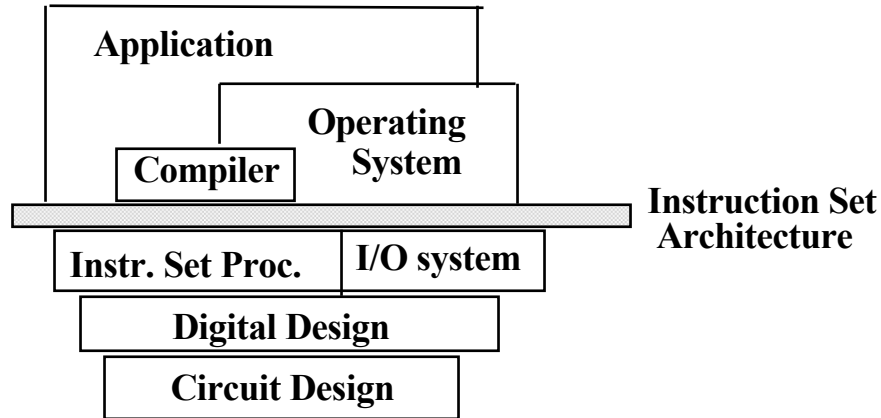 Application
Operating
System
Compiler
Instruction Set
Architecture
Instr. Set Proc.
I/O system
Digital Design
Circuit Design